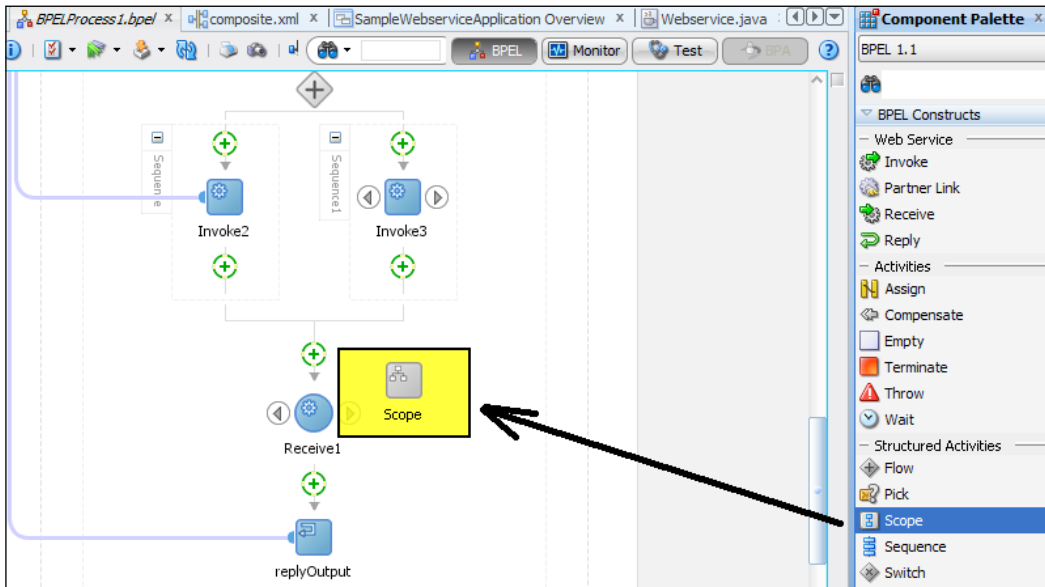 BPELProcess1.bpel x composite.xml x SampleWebserviceApplication Overview x Webservice.java Component Palette x
BPEL Monitor Test BPA ? BPEL 1.1
BPEL Constructs
Web Service
Sequence Sequence1 Invoke
Partner Link
Receive
Invoke2 Invoke3
Reply
Activities
Assign
Compensate
Empty
Terminate
Throw
Scope Wait
Receive1 Structured Activities
Flow
Pick
Scope
Sequence
replyOutput Switch